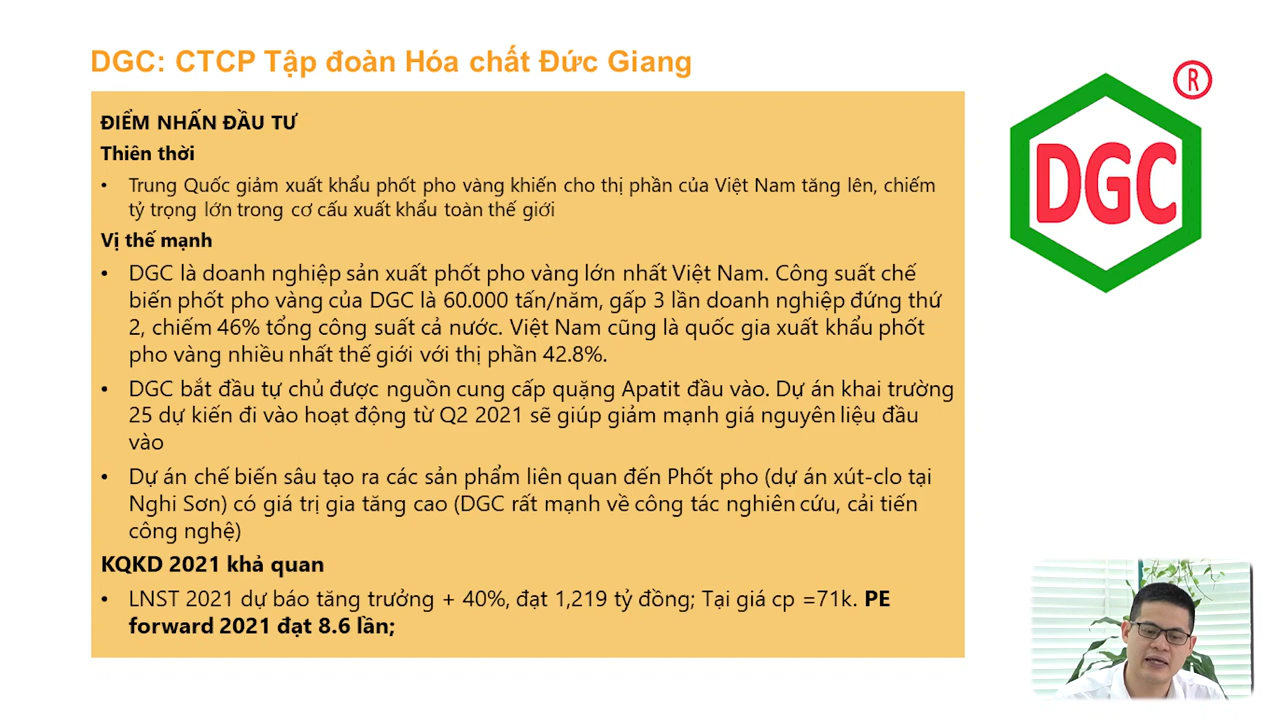 DGC: CTCP Tập đoàn Hóa chất Đức Giang
ĐIỂM NHẤN ĐẦU TƯ
Thiên thời
• Trung Quốc giảm xuất khẩu phốt pho vàng khiến cho thị phần của Việt Nam tăng lên, chiếm
tỷ trọng lớn trong cơ cấu xuất khẩu toàn thế giới
Vị thế mạnh
• DGC là doanh nghiệp sản xuất phốt pho vàng lớn nhất Việt Nam. Công suất chế
biến phốt pho vàng của DGC là 60.000 tấn/năm, gấp 3 lần doanh nghiệp đứng thứ
2, chiếm 46% tổng công suất cả nước. Việt Nam cũng là quốc gia xuất khẩu phốt
pho vàng nhiều nhất thế giới với thị phần 42.8%.
• DGC bắt đầu tự chủ được nguồn cung cấp quặng Apatit đầu vào. Dự án khai trường
25 dự kiến đi vào hoạt động từ Q2 2021 sẽ giúp giảm mạnh giá nguyên liệu đầu
vào
• Dự án chế biến sâu tạo ra các sản phẩm liên quan đến Phốt pho (dự án xút-clo tại
Nghi Sơn) có giá trị gia tăng cao (DGC rất mạnh về công tác nghiên cứu, cải tiến
công nghệ)
KQKD 2021 khả quan
• LNST 2021 dự báo tăng trưởng + 40%, đạt 1,219 tỷ đồng; Tại giá cp =71k. PE
forward 2021 đạt 8.6 lần;
DGC
®